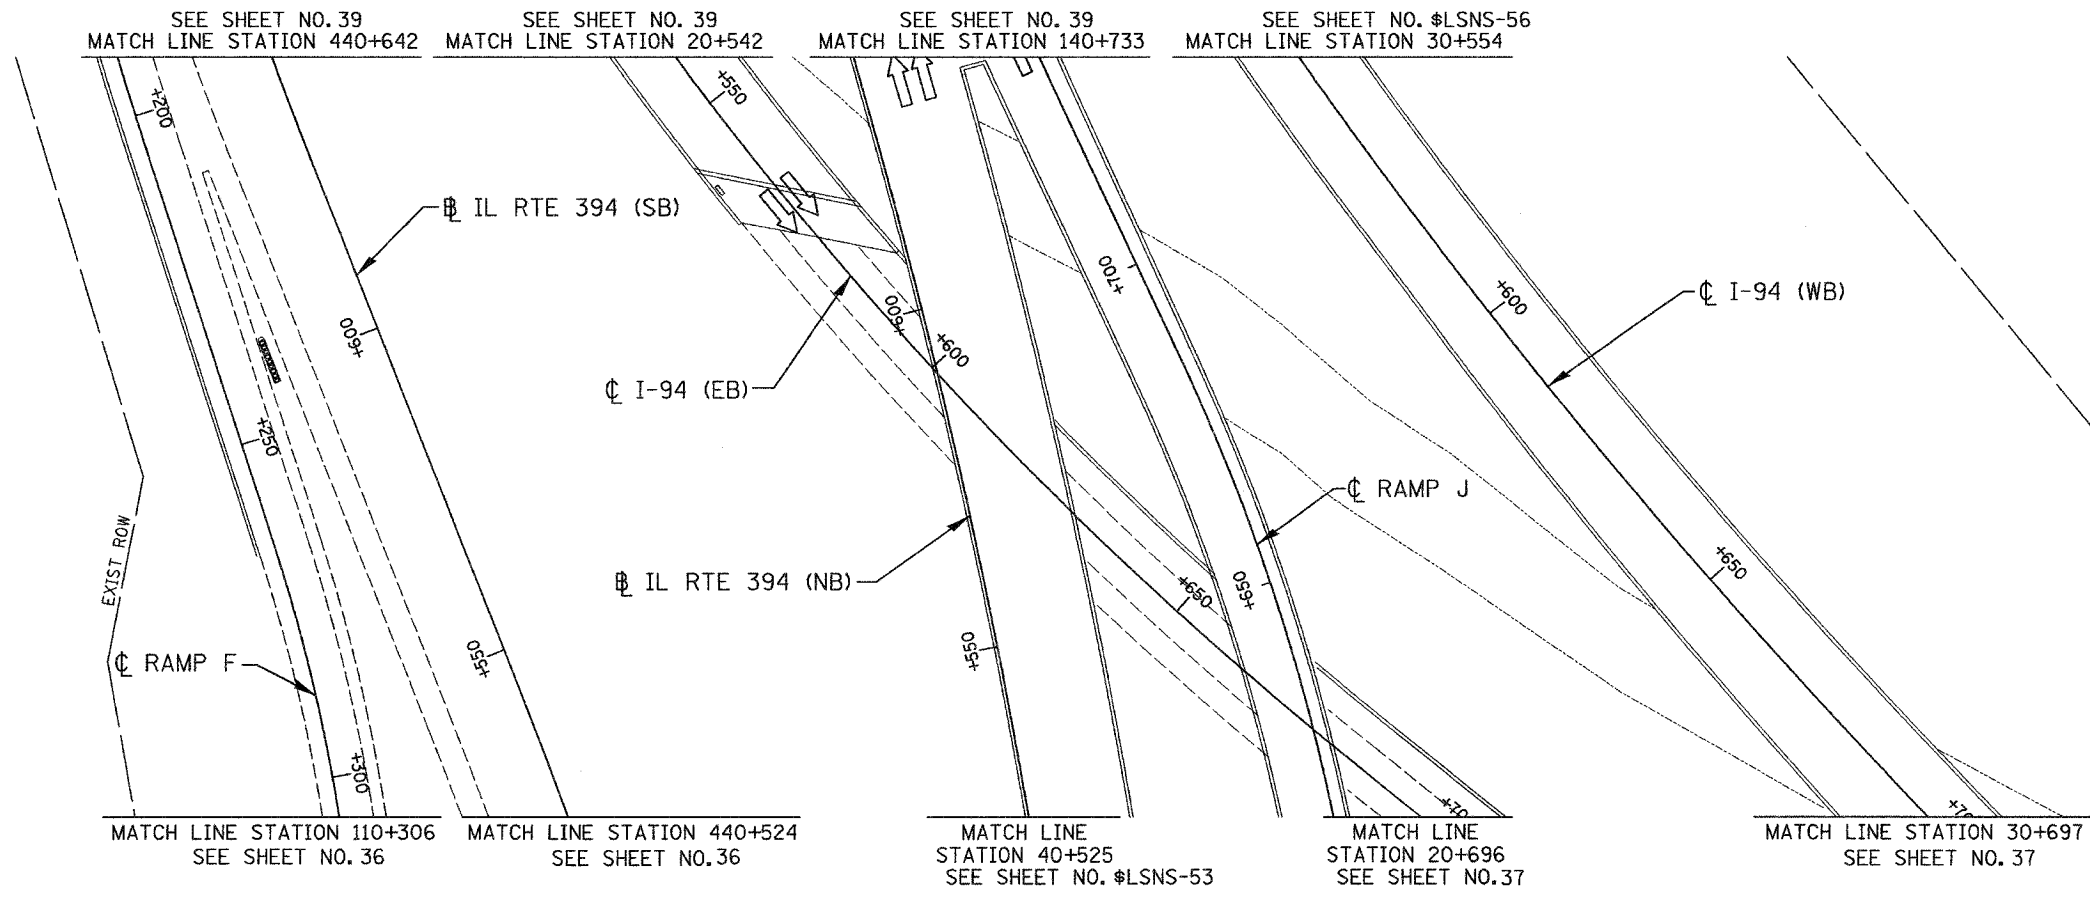 SEE SHEET NO. 39
MATCH LINE STATION 440+642
SEE SHEET NO. 39
MATCH LINE STATION 20+542
SEE SHEET NO. 39
MATCH LINE STATION 140+733
SEE SHEET NO. $LSNS-56
MATCH LINE STATION 30+554
+200
+550
℄ IL RTE 394 (SB)
+700
+600
℄ I-94 (WB)
+600
+600
+600
℄ I-94 (EB)
+250
℄ RAMP J
EXIST ROW
℄ IL RTE 394 (NB)
+650
+650
+650
+550
+550
℄ RAMP F
+300
+70
+70
MATCH LINE STATION 110+306
SEE SHEET NO. 36
MATCH LINE STATION 440+524
SEE SHEET NO. 36
MATCH LINE
STATION 40+525
SEE SHEET NO. $LSNS-53
MATCH LINE
STATION 20+696
SEE SHEET NO. 37
MATCH LINE STATION 30+697
SEE SHEET NO. 37